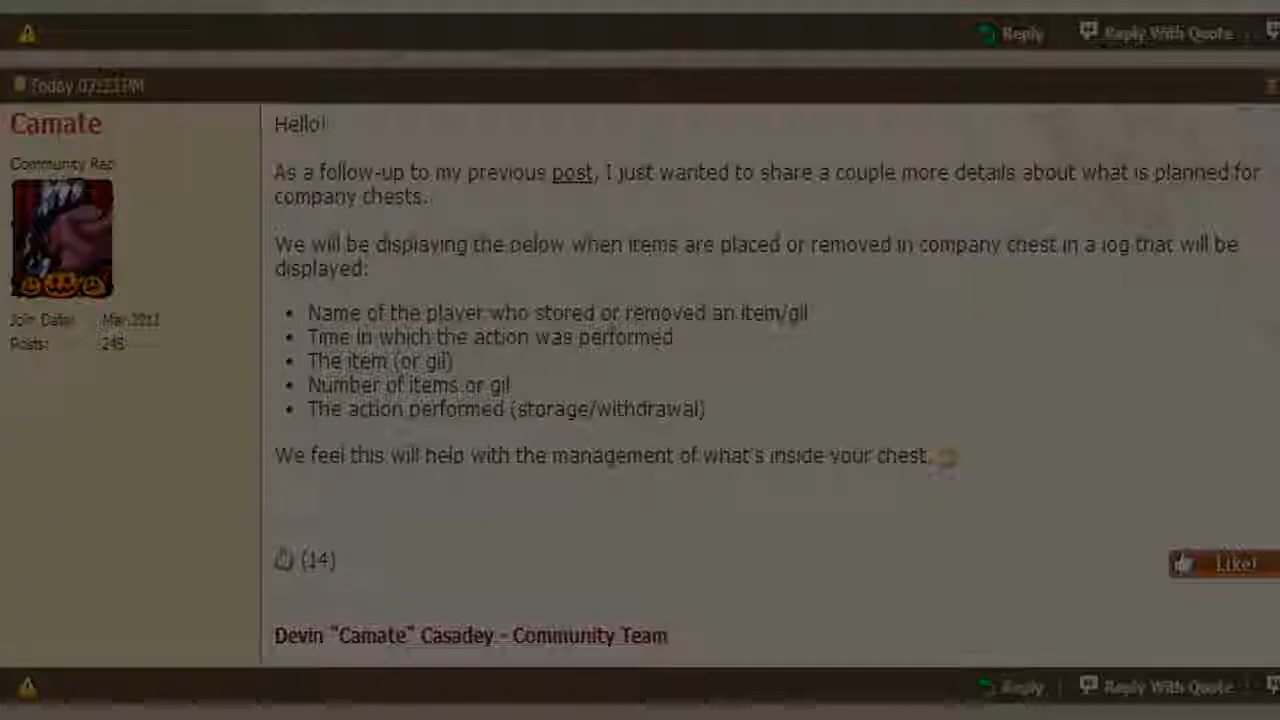 Reply Reply With Quote
Today 07:23 PM
Camate
Community Rep
Join Date: Mar 2011
Posts: 245
Hello!
As a follow-up to my previous post, I just wanted to share a couple more details about what is planned for
company chests.
We will be displaying the below when items are placed or removed in company chest in a log that will be
displayed:
• Name of the player who stored or removed an item/gil
• Time in which the action was performed
• The item (or gil)
• Number of items or gil
• The action performed (storage/withdrawal)
We feel this will help with the management of what's inside your chest.
(14)
Like!
Devin "Camate" Casadey - Community Team
Reply Reply With Quote